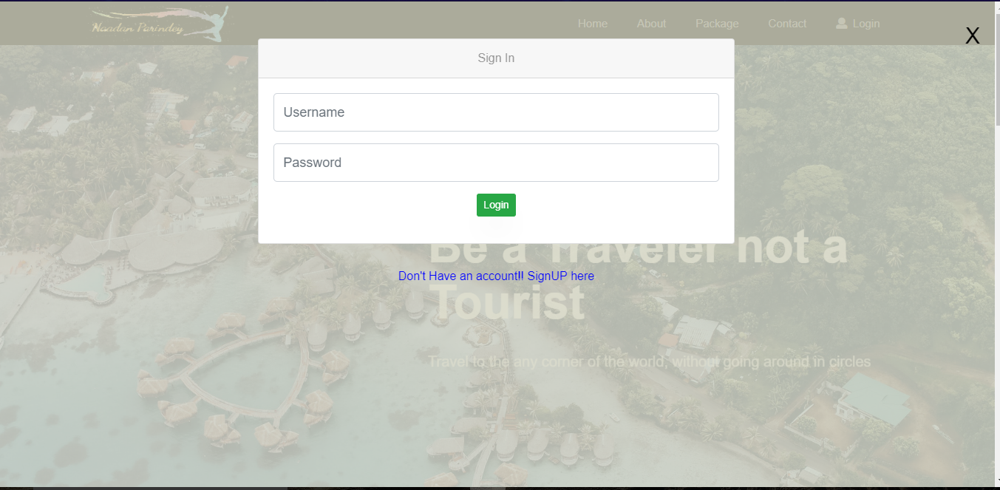 Naadan Parindey
Home About Package Contact Login
X
Sign In
Username
Password
Login
Be a Traveler not a
Don't Have an account!! SignUP here
Tourist
Travel to the any corner of the world, without going around in circles